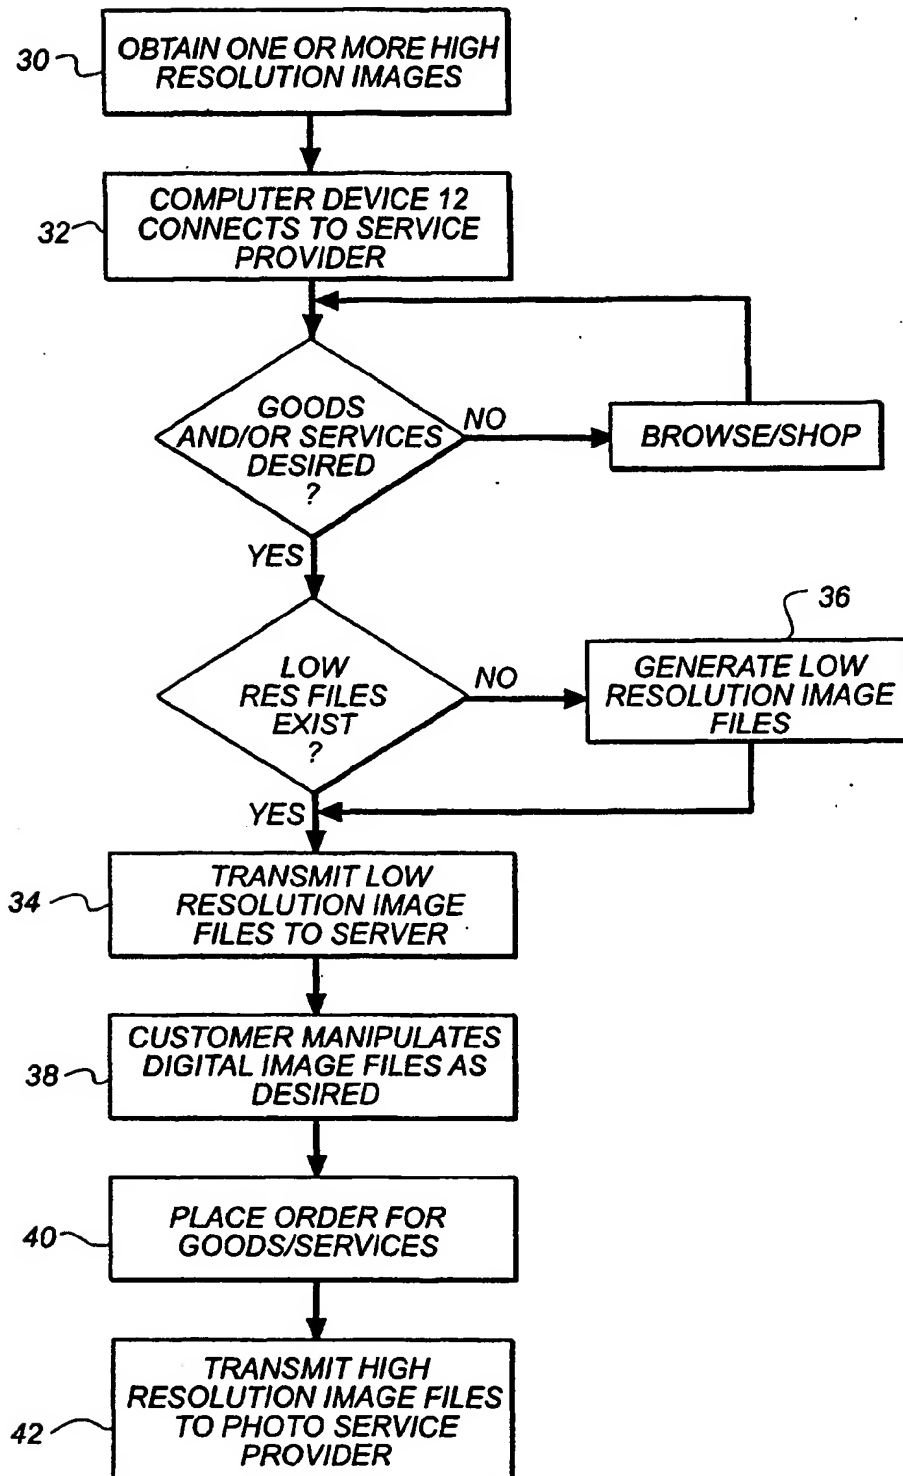 30
OBTAIN ONE OR MORE HIGH
RESOLUTION IMAGES
32
COMPUTER DEVICE 12
CONNECTS TO SERVICE
PROVIDER
GOODS
AND/OR SERVICES
DESIRED
?
NO
BROWSE/SHOP
YES
LOW
RES FILES
EXIST
?
NO
36
GENERATE LOW
RESOLUTION IMAGE
FILES
YES
34
TRANSMIT LOW
RESOLUTION IMAGE
FILES TO SERVER
38
CUSTOMER MANIPULATES
DIGITAL IMAGE FILES AS
DESIRED
40
PLACE ORDER FOR
GOODS/SERVICES
42
TRANSMIT HIGH
RESOLUTION IMAGE FILES
TO PHOTO SERVICE
PROVIDER